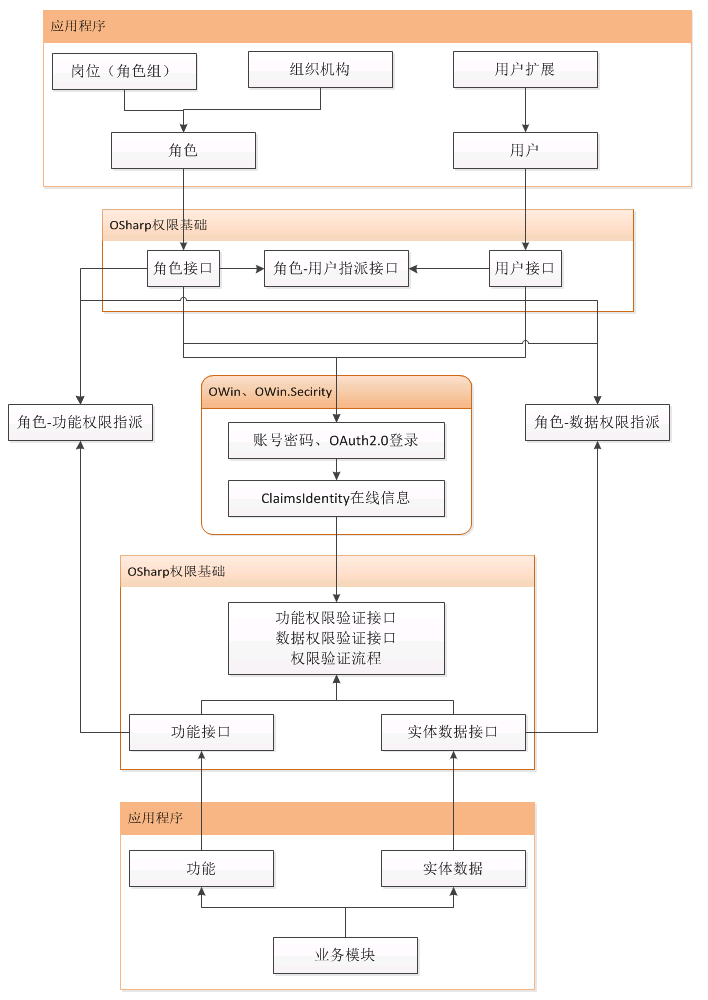 应用程序
岗位（角色组）
组织机构
用户扩展
角色
用户
OSharp权限基础
角色接口
角色-用户指派接口
用户接口
OWin、OWin.Secirity
角色-功能权限指派
账号密码、OAuth2.0登录
角色-数据权限指派
ClaimsIdentity在线信息
OSharp权限基础
功能权限验证接口
数据权限验证接口
权限验证流程
功能接口
实体数据接口
应用程序
功能
实体数据
业务模块